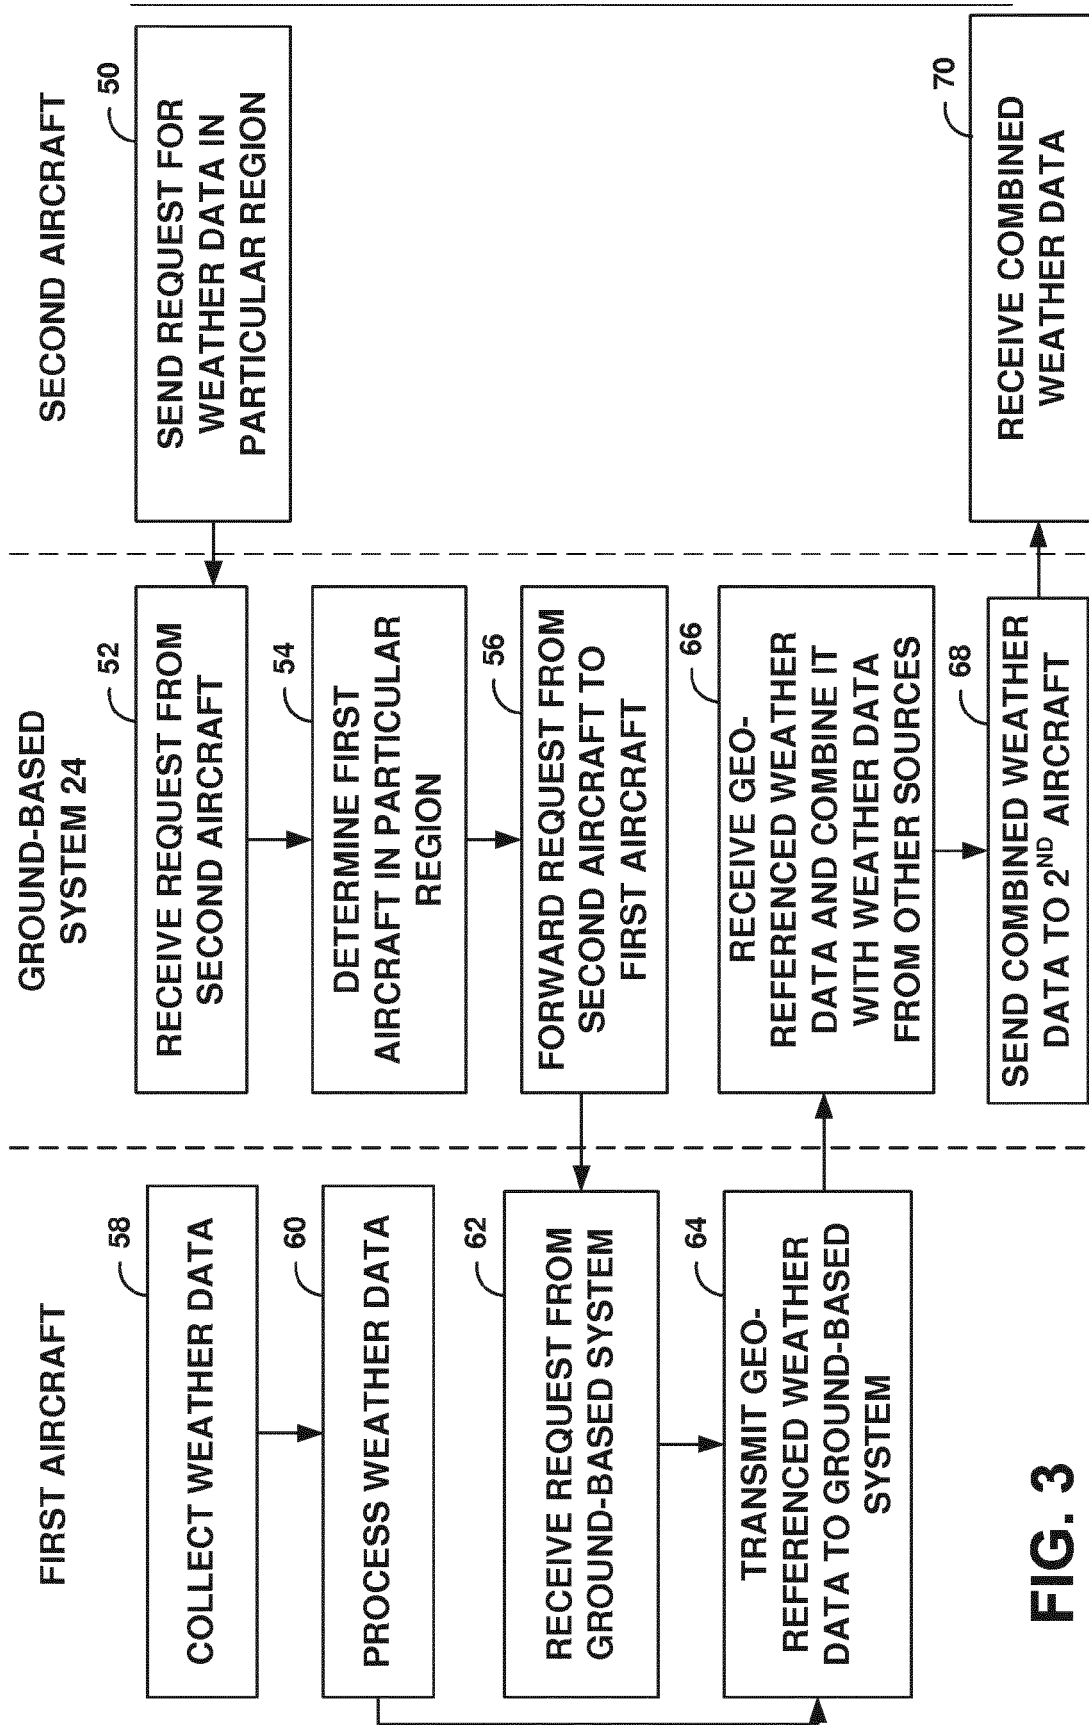 FIRST AIRCRAFT
58
COLLECT WEATHER DATA
60
PROCESS WEATHER DATA
62
RECEIVE REQUEST FROM
GROUND-BASED SYSTEM
64
TRANSMIT GEO-
REFERENCED WEATHER
DATA TO GROUND-BASED
SYSTEM
GROUND-BASED
SYSTEM 24
52
RECEIVE REQUEST FROM
SECOND AIRCRAFT
54
DETERMINE FIRST
AIRCRAFT IN PARTICULAR
REGION
56
FORWARD REQUEST FROM
SECOND AIRCRAFT TO
FIRST AIRCRAFT
66
RECEIVE GEO-
REFERENCED WEATHER
DATA AND COMBINE IT
WITH WEATHER DATA
FROM OTHER SOURCES
68
SEND COMBINED WEATHER
DATA TO 2ND AIRCRAFT
SECOND AIRCRAFT
50
SEND REQUEST FOR
WEATHER DATA IN
PARTICULAR REGION
70
RECEIVE COMBINED
WEATHER DATA
FIG. 3